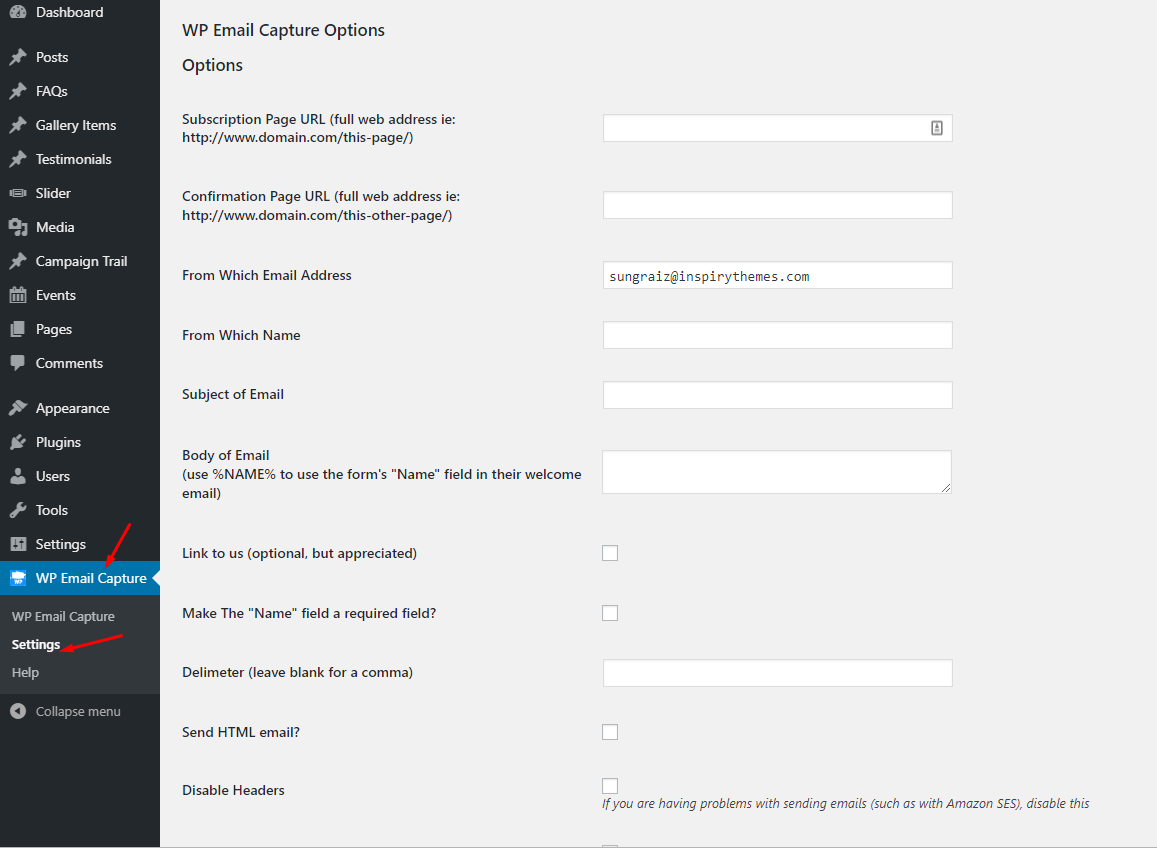 Dashboard
Posts
FAQs
Gallery Items
Testimonials
Slider
Media
Campaign Trail
Events
Pages
Comments
Appearance
Plugins
Users
Tools
Settings
WP Email Capture
WP Email Capture
Settings
Help
Collapse menu
WP Email Capture Options
Options
Subscription Page URL (full web address ie:
http://www.domain.com/this-page/)
Confirmation Page URL (full web address ie:
http://www.domain.com/this-other-page/)
From Which Email Address
sungraiz@inspirythemes.com
From Which Name
Subject of Email
Body of Email
(use %NAME% to use the form's "Name" field in their welcome
email)
Link to us (optional, but appreciated)
Make The "Name" field a required field?
Delimeter (leave blank for a comma)
Send HTML email?
Disable Headers
If you are having problems with sending emails (such as with Amazon SES), disable this